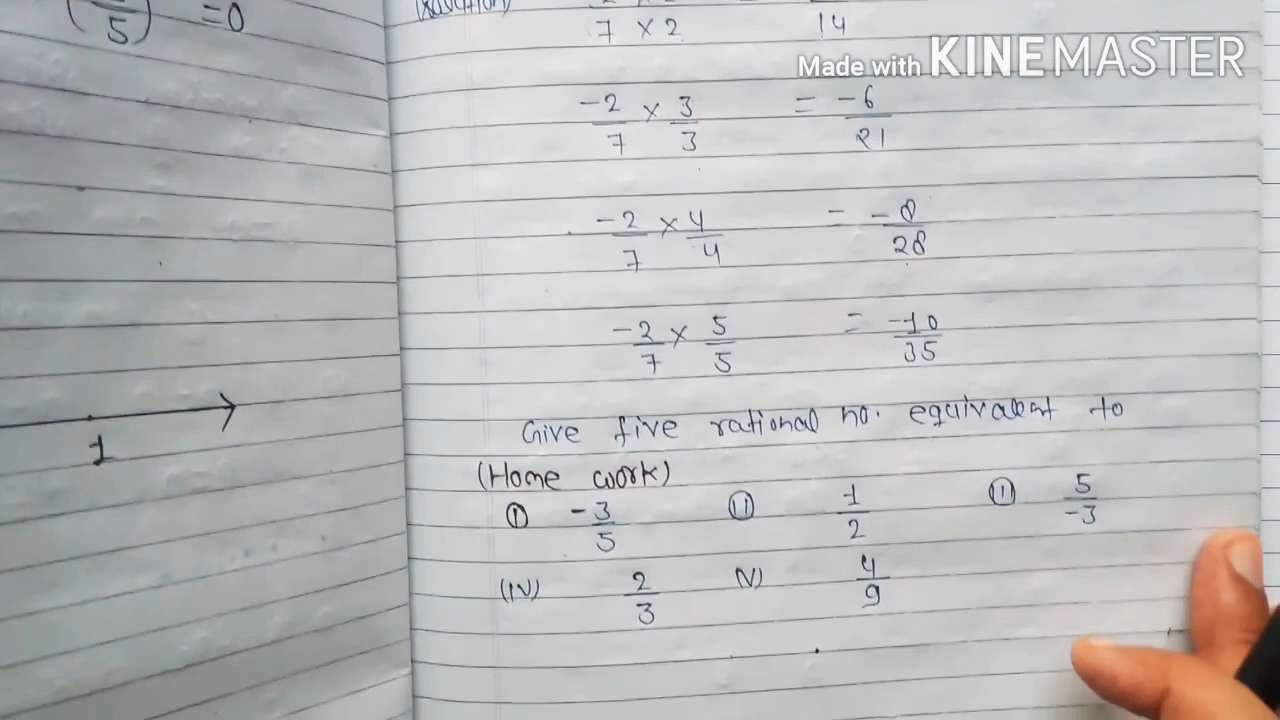 5) =0
1
7 × 2 14
Made with KINEMASTER
-2/7 × 3/3 = -6/21
-2/7 × 4/4 = -8/28
-2/7 × 5/5 = -10/35
Give five rational no. equivalent to
(Home work)
(I) -3/5 (II) 1/2 (II) 5/-3
(IV) 2/3 (V) 4/9